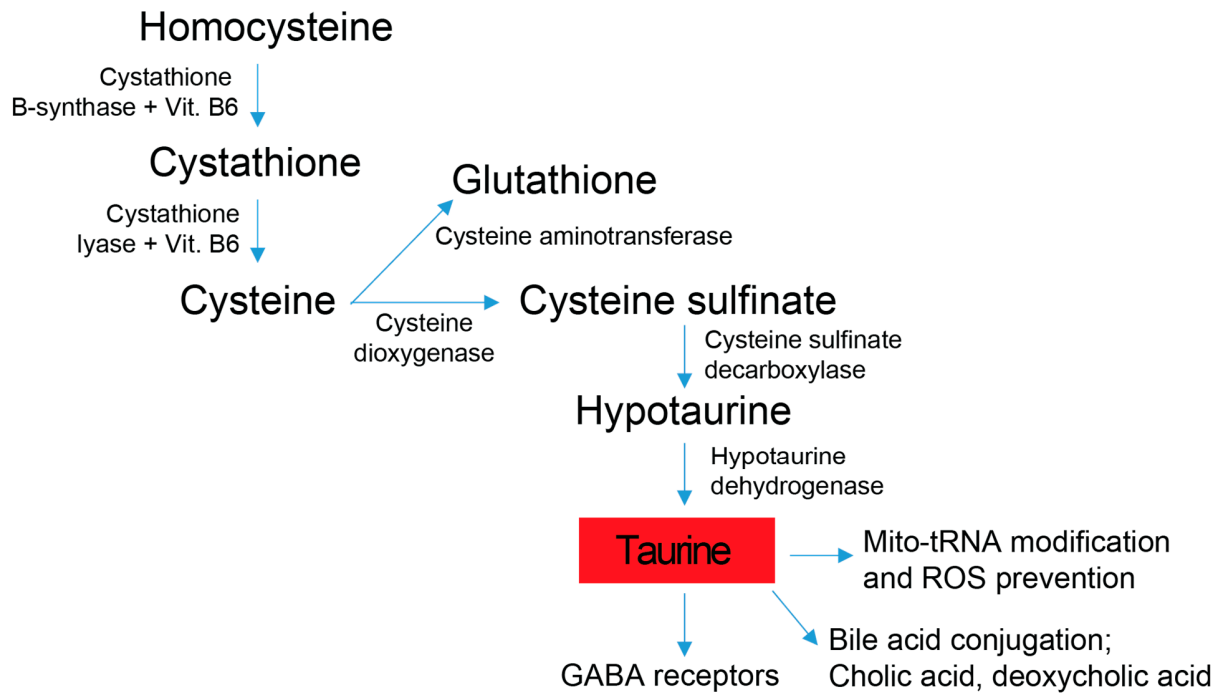 Homocysteine
Cystathione
B-synthase + Vit. B6
Cystathione
Glutathione
Cystathione
lyase + Vit. B6
Cysteine aminotransferase
Cysteine
Cysteine sulfinate
Cysteine
dioxygenase
Cysteine sulfinate
decarboxylase
Hypotaurine
Hypotaurine
dehydrogenase
Taurine
Mito-tRNA modification
and ROS prevention
Bile acid conjugation;
Cholic acid, deoxycholic acid
GABA receptors